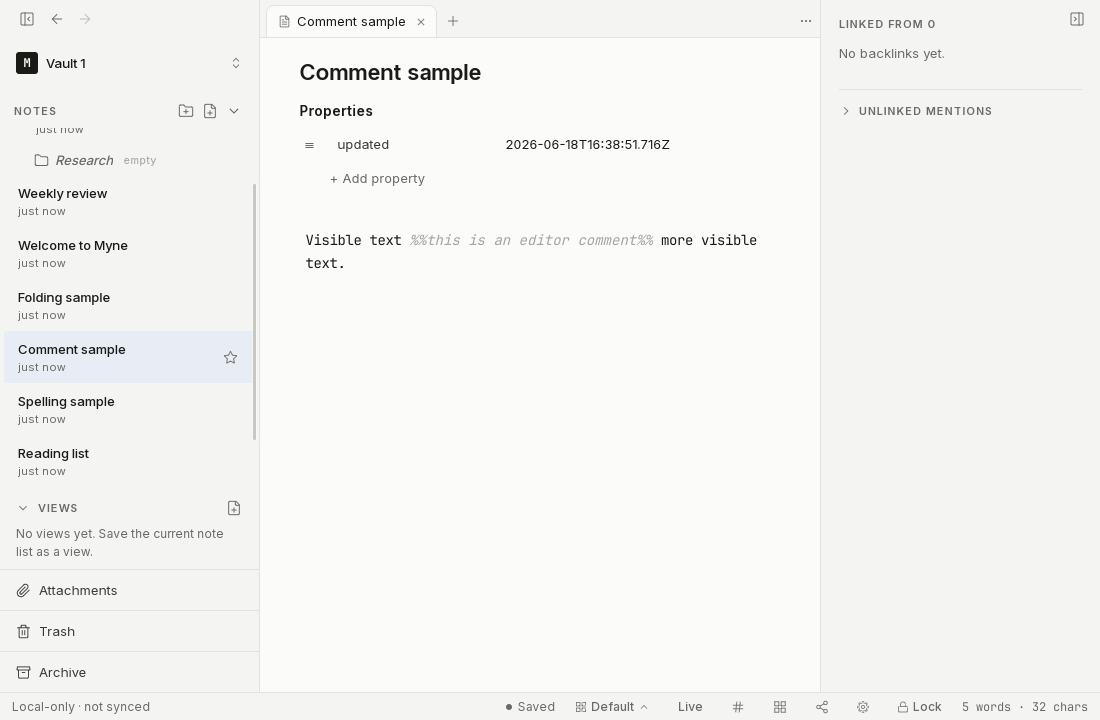 M Vault 1
NOTES
just now
Research empty
Weekly review
just now
Welcome to Myne
just now
Folding sample
just now
Comment sample
just now
Spelling sample
just now
Reading list
just now
VIEWS
No views yet. Save the current note
list as a view.
Attachments
Trash
Archive
Comment sample
Comment sample
Properties
updated 2026-06-18T16:38:51.716Z
+ Add property
Visible text %%this is an editor comment%% more visible
text.
LINKED FROM 0
No backlinks yet.
UNLINKED MENTIONS
Local-only · not synced
Saved
Default
Live
Lock
5 words · 32 chars